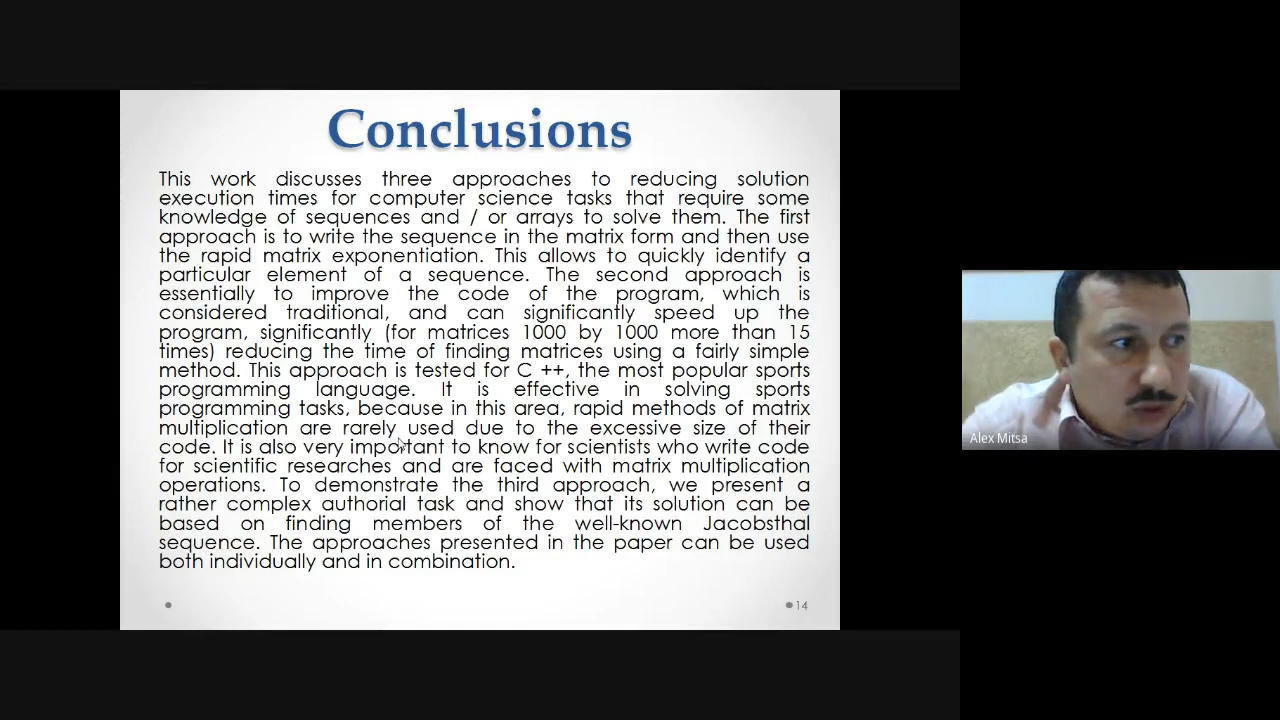 Conclusions
This work discusses three approaches to reducing solution
execution times for computer science tasks that require some
knowledge of sequences and / or arrays to solve them. The first
approach is to write the sequence in the matrix form and then use
the rapid matrix exponentiation. This allows to quickly identify a
particular element of a sequence. The second approach is
essentially to improve the code of the program, which is
considered traditional, and can significantly speed up the
program, significantly (for matrices 1000 by 1000 more than 15
times) reducing the time of finding matrices using a fairly simple
method. This approach is tested for C ++, the most popular sports
programming language. It is effective in solving sports
programming tasks, because in this area, rapid methods of matrix
multiplication are rarely used due to the excessive size of their
code. It is also very important to know for scientists who write code
for scientific researches and are faced with matrix multiplication
operations. To demonstrate the third approach, we present a
rather complex authorial task and show that its solution can be
based on finding members of the well-known Jacobsthal
sequence. The approaches presented in the paper can be used
both individually and in combination.
14
Alex Mitsa